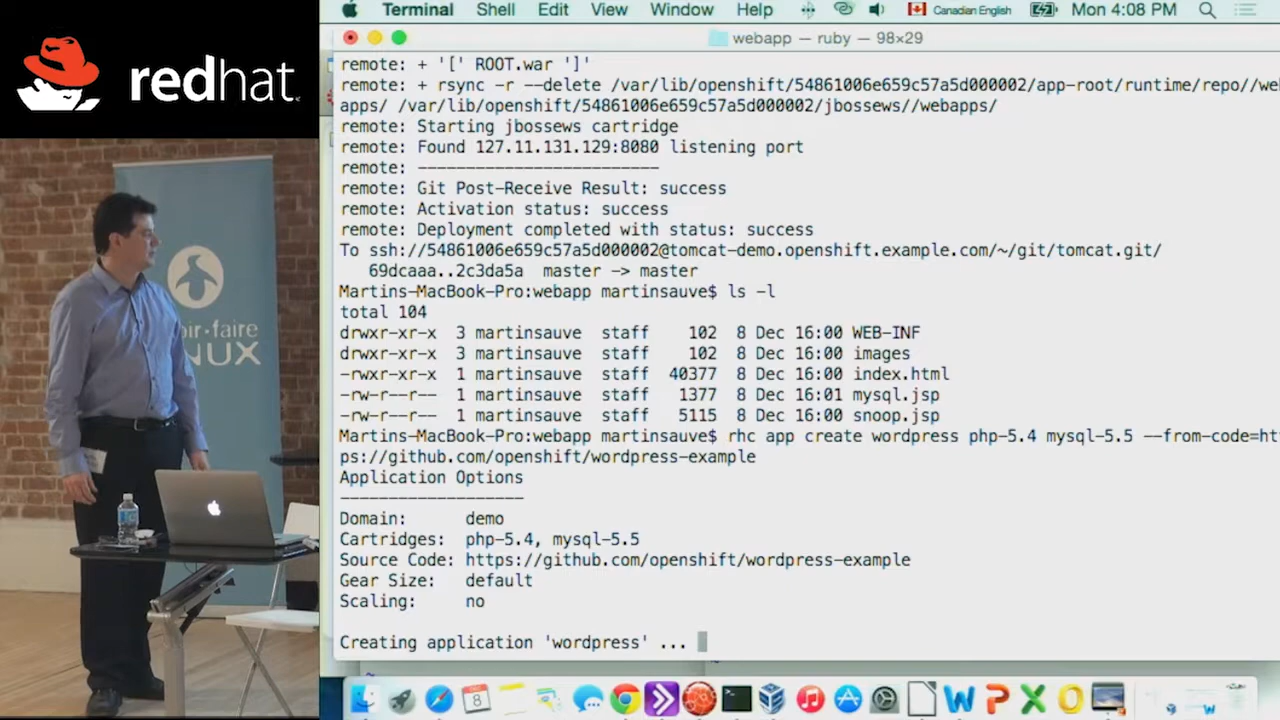 redhat
oir-faire
NUX
Terminal Shell Edit View Window Help Canadian English Mon 4:08 PM
webapp — ruby — 98×29
remote: + '[' ROOT.war ']'
remote: + rsync -r --delete /var/lib/openshift/54861006e659c57a5d000002/app-root/runtime/repo//we
apps/ /var/lib/openshift/54861006e659c57a5d000002/jbossews//webapps/
remote: Starting jbossews cartridge
remote: Found 127.11.131.129:8080 listening port
remote: -------------------------
remote: Git Post-Receive Result: success
remote: Activation status: success
remote: Deployment completed with status: success
To ssh://54861006e659c57a5d000002@tomcat-demo.openshift.example.com/~/git/tomcat.git/
69dcaaa..2c3da5a master -> master
Martins-MacBook-Pro:webapp martinsauve$ ls -l
total 104
drwxr-xr-x 3 martinsauve staff 102 8 Dec 16:00 WEB-INF
drwxr-xr-x 3 martinsauve staff 102 8 Dec 16:00 images
-rwxr-xr-x 1 martinsauve staff 40377 8 Dec 16:00 index.html
-rw-r--r-- 1 martinsauve staff 1377 8 Dec 16:01 mysql.jsp
-rw-r--r-- 1 martinsauve staff 5115 8 Dec 16:00 snoop.jsp
Martins-MacBook-Pro:webapp martinsauve$ rhc app create wordpress php-5.4 mysql-5.5 --from-code=ht
ps://github.com/openshift/wordpress-example
Application Options
-------------------
Domain: demo
Cartridges: php-5.4, mysql-5.5
Source Code: https://github.com/openshift/wordpress-example
Gear Size: default
Scaling: no
Creating application 'wordpress' ...